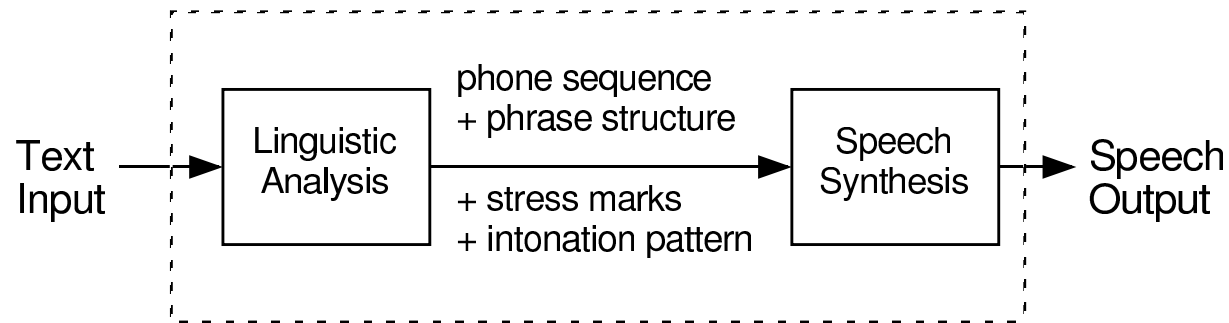 Text
Input
Linguistic
Analysis
phone sequence
+ phrase structure
+ stress marks
+ intonation pattern
Speech
Synthesis
Speech
Output